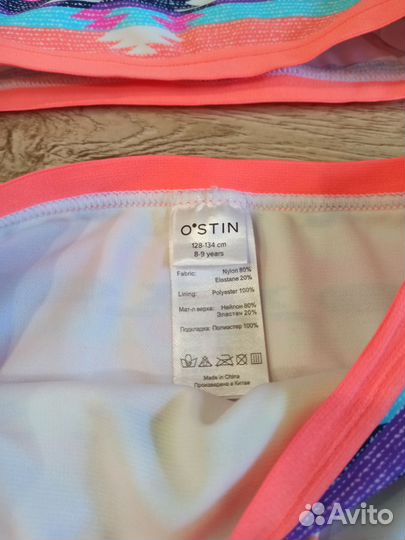 O'STIN
128-134 cm
8-9 years
Fabric: Nylon 80%
Elastane 20%
Lining: Polyester 100%
Мат-л верха: Нейлон 80%
Эластан 20%
Подкладка: Полиэстер 100%
Made in China
Произведено в Китае
Avito